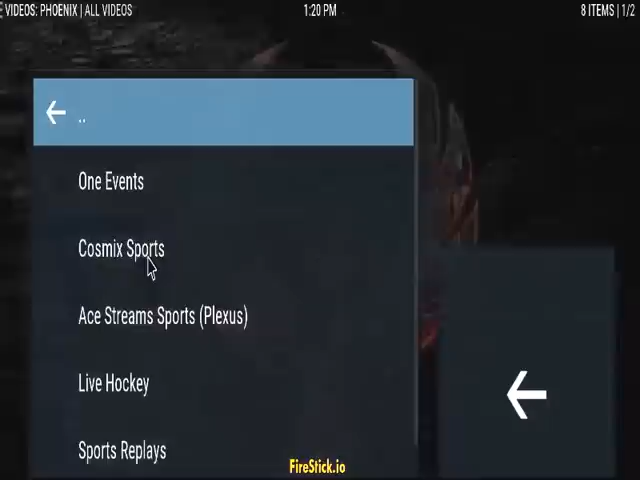 VIDEOS: PHOENIX | ALL VIDEOS
1:20 PM
8 ITEMS | 1/2
..
One Events
Cosmix Sports
Ace Streams Sports (Plexus)
Live Hockey
Sports Replays
FireStick.io